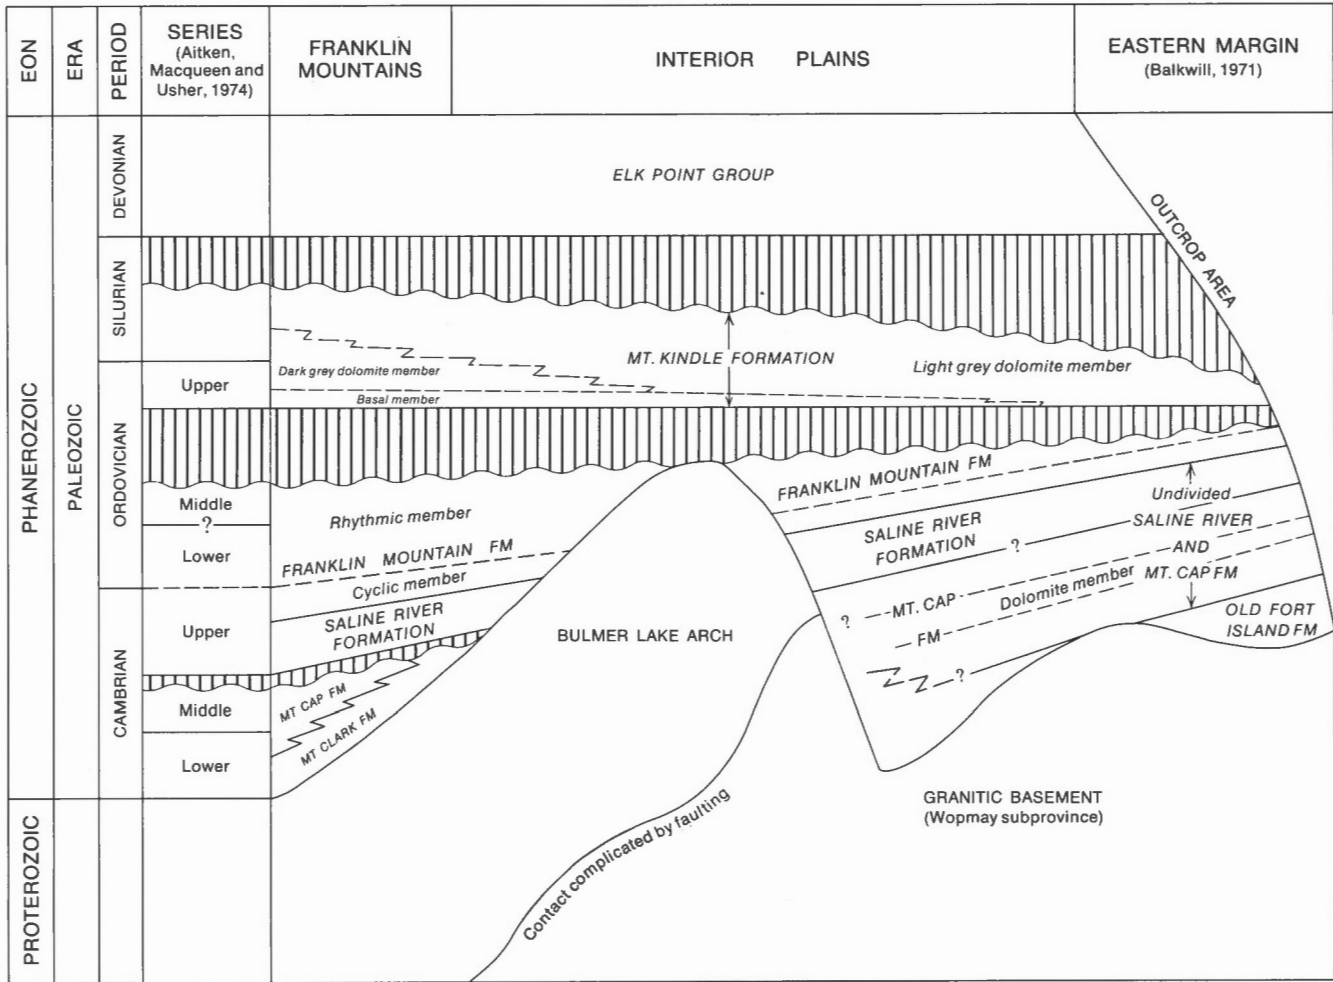 EON
ERA
PERIOD
SERIES
(Aitken,
Macqueen and
Usher, 1974)
FRANKLIN
MOUNTAINS
INTERIOR PLAINS
EASTERN MARGIN
(Balkwill, 1971)
PHANEROZOIC
PROTEROZOIC
PALEOZOIC
DEVONIAN
SILURIAN
ORDOVICIAN
CAMBRIAN
Upper
Middle
?
Lower
Upper
Middle
Lower
ELK POINT GROUP
OUTCROP AREA
MT. KINDLE FORMATION
Light grey dolomite member
Dark grey dolomite member
Basal member
Rhythmic member
FRANKLIN MOUNTAIN FM
Cyclic member
SALINE RIVER
FORMATION
MT CAP FM
MT CLARK FM
BULMER LAKE ARCH
FRANKLIN MOUNTAIN FM
SALINE RIVER
FORMATION
?
Undivided
SALINE RIVER
AND
MT. CAP FM
? MT. CAP
FM
Dolomite member
?
OLD FORT
ISLAND FM
Contact complicated by faulting
GRANITIC BASEMENT
(Wopmay subprovince)